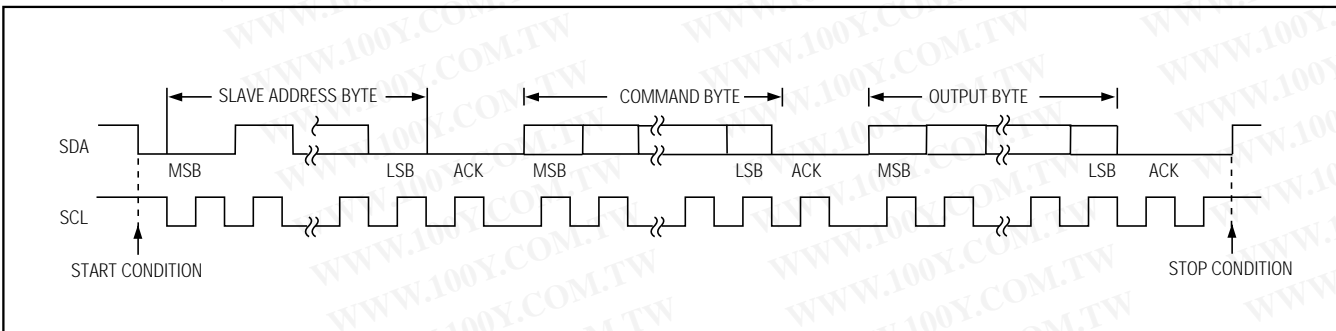 SLAVE ADDRESS BYTE COMMAND BYTE OUTPUT BYTE
SDA
MSB LSB ACK MSB LSB ACK MSB LSB ACK
SCL
START CONDITION STOP CONDITION
WWW.100Y.COM.TW